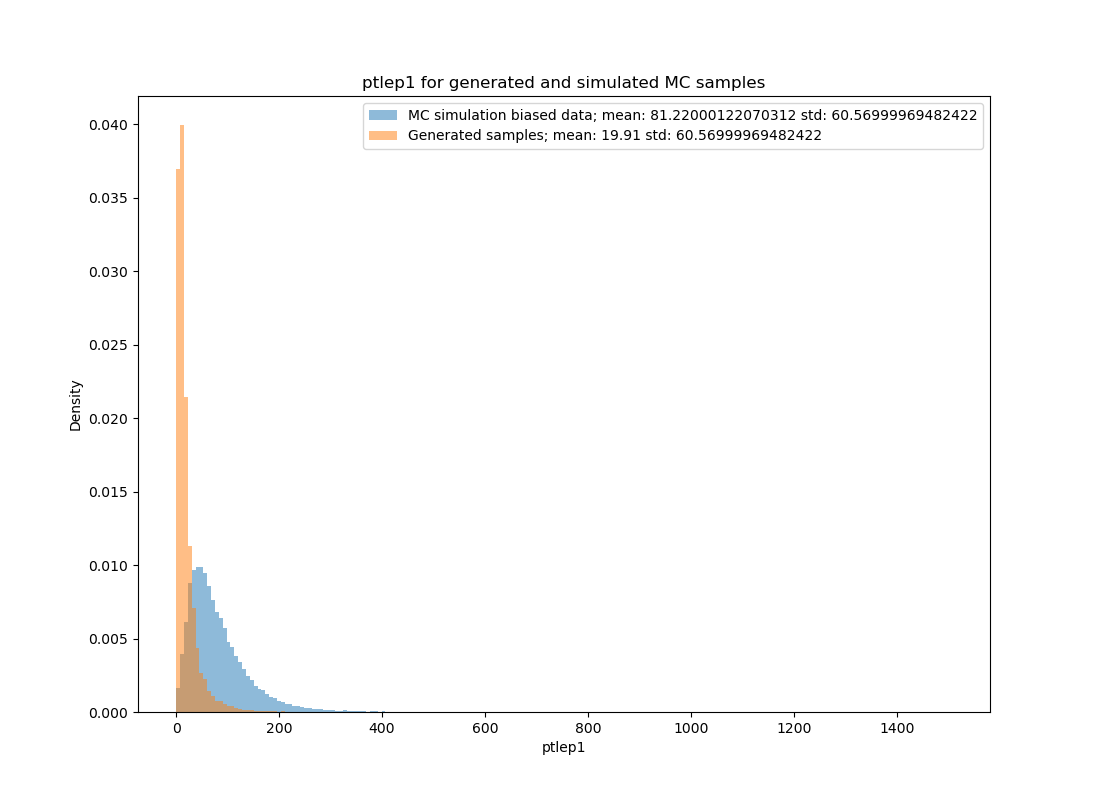 ptlep1 for generated and simulated MC samples
MC simulation biased data; mean: 81.22000122070312 std: 60.56999969482422
Generated samples; mean: 19.91 std: 60.56999969482422
0.040
0.035
0.030
0.025
0.020
0.015
0.010
0.005
0.000
Density
0 200 400 600 800 1000 1200 1400
ptlep1